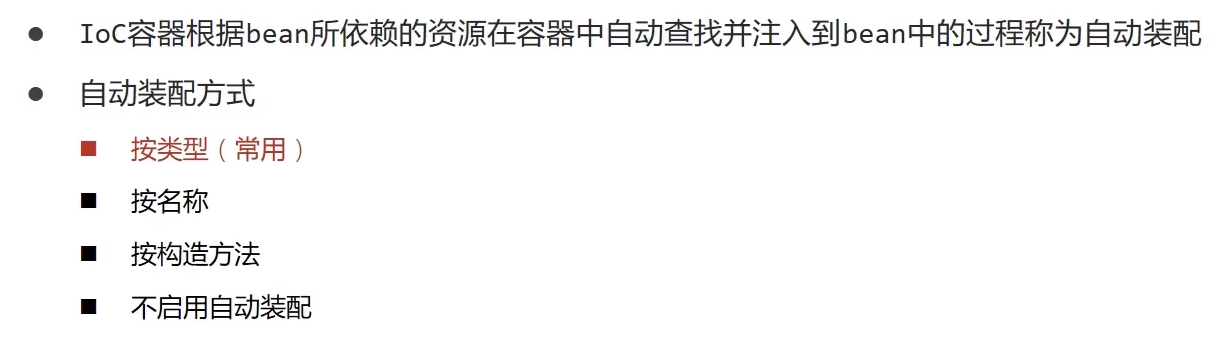 IoC容器根据bean所依赖的资源在容器中自动查找并注入到bean中的过程称为自动装配
自动装配方式
按类型（常用）
按名称
按构造方法
不启用自动装配